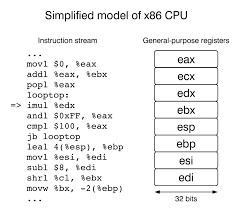 Simplified model of x86 CPU
Instruction stream
General-purpose registers
...
movl $0, %eax
addl %eax, %ebx
popl %eax
looptop:
=> imul %edx
andl $0xFF, %eax
cmpl $100, %eax
jb looptop
leal 4(%esp), %ebp
movl %esi, %edi
subl $8, %edi
shrl %cl, %ebx
movw %bx, -2(%ebp)
...
eax
ecx
edx
ebx
esp
ebp
esi
edi
32 bits